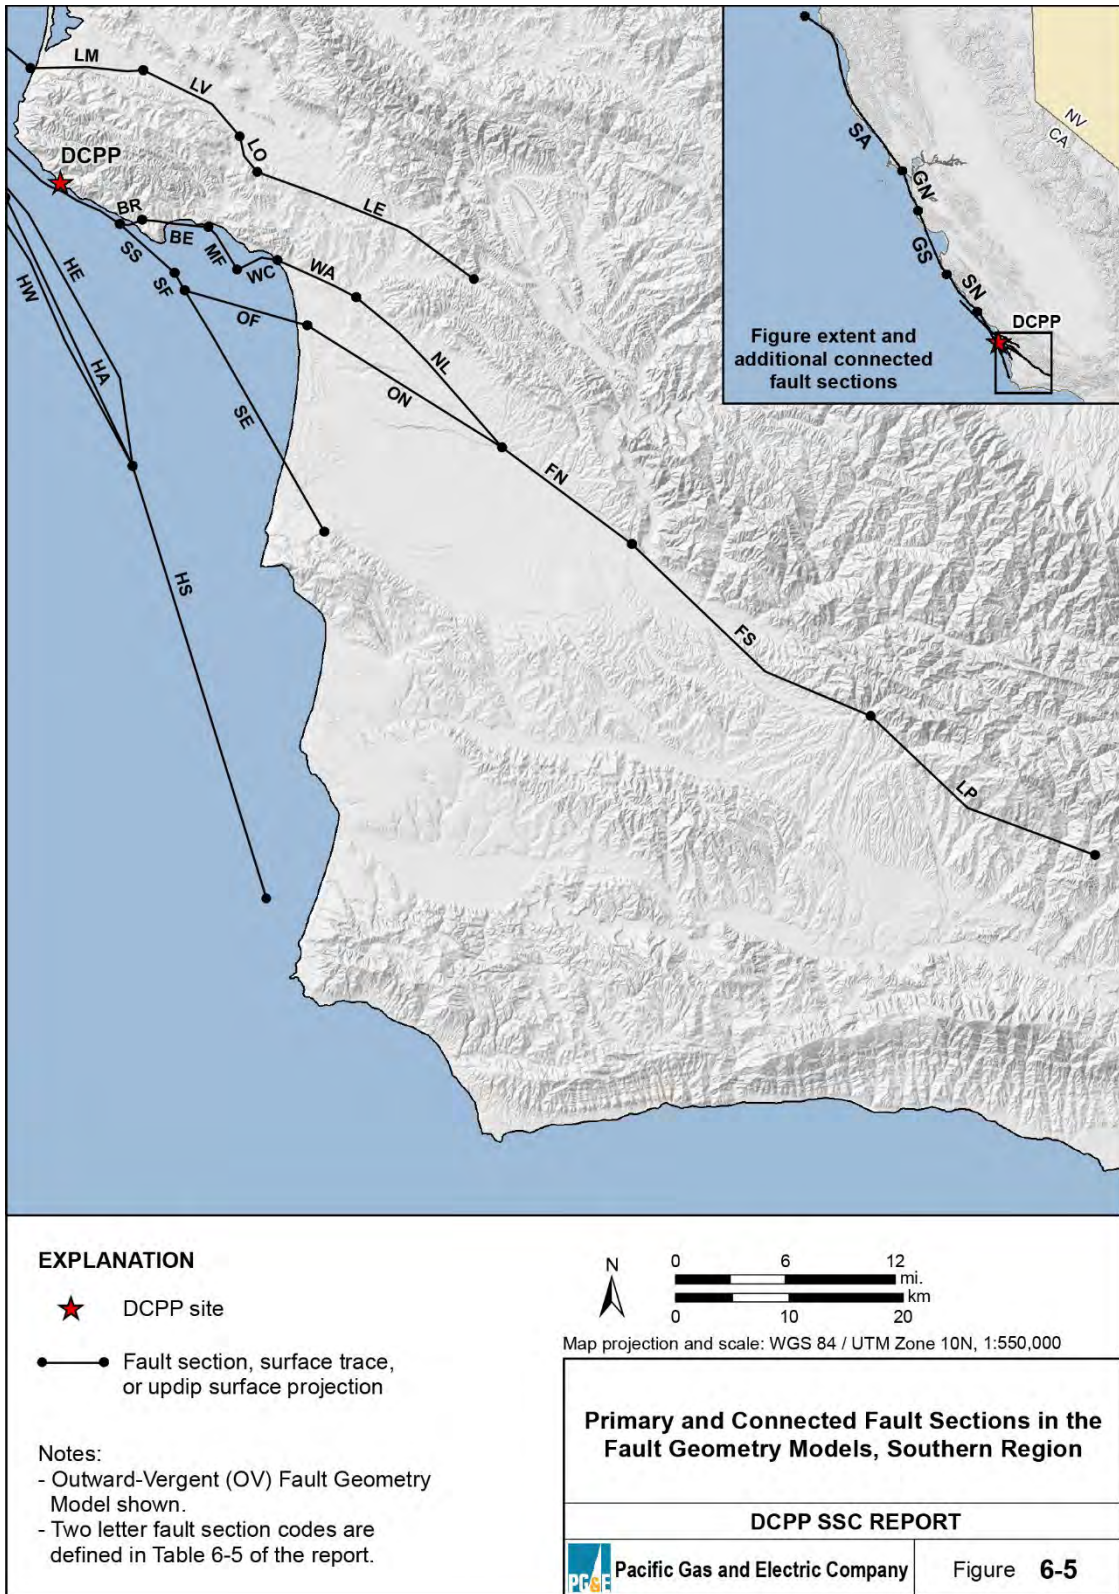 LM
LV
LO
DCPP
LE
BR
BE
SS
MF
WC
WA
HE
SF
HW
OF
HA
SE
ON
NL
FN
HS
FS
LP
NV
CA
SA
GN
GS
SN
DCPP
Figure extent and
additional connected
fault sections
EXPLANATION
DCPP site
Fault section, surface trace,
or updip surface projection
Notes:
- Outward-Vergent (OV) Fault Geometry
Model shown.
- Two letter fault section codes are
defined in Table 6-5 of the report.
N
0 6 12
mi.
km
0 10 20
Map projection and scale: WGS 84 / UTM Zone 10N, 1:550,000
Primary and Connected Fault Sections in the
Fault Geometry Models, Southern Region
DCPP SSC REPORT
PG&E Pacific Gas and Electric Company
Figure 6-5